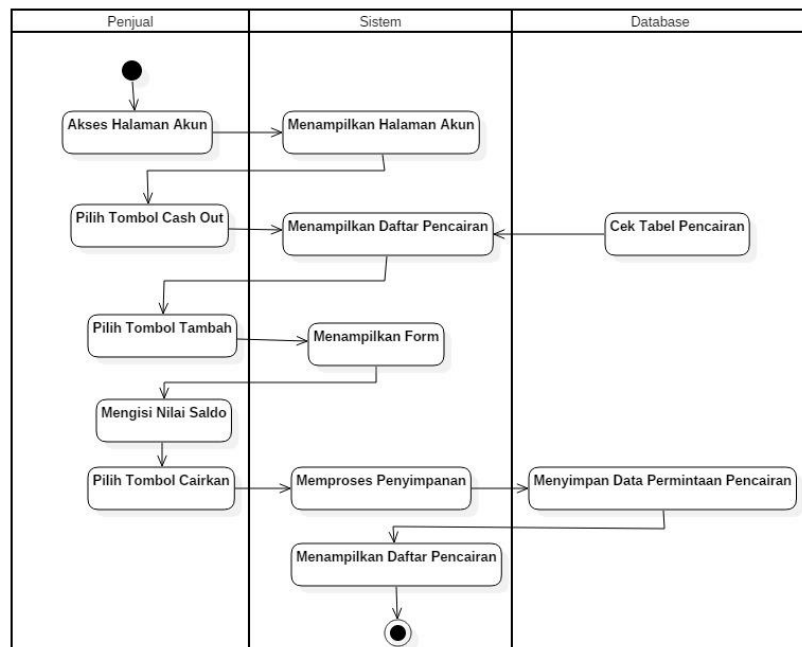 Penjual
Sistem
Database
Akses Halaman Akun
Menampilkan Halaman Akun
Pilih Tombol Cash Out
Menampilkan Daftar Pencairan
Cek Tabel Pencairan
Pilih Tombol Tambah
Menampilkan Form
Mengisi Nilai Saldo
Pilih Tombol Cairkan
Memproses Penyimpanan
Menyimpan Data Permintaan Pencairan
Menampilkan Daftar Pencairan